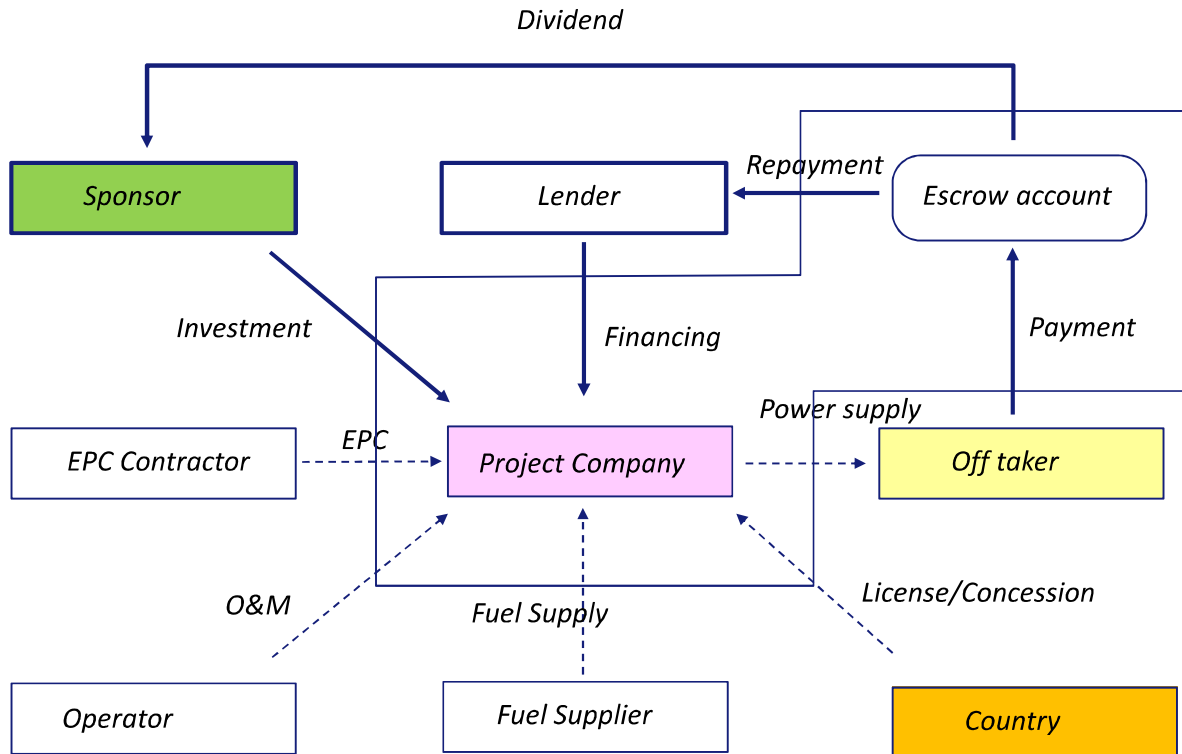 Dividend
Sponsor
Lender
Repayment
Escrow account
Investment
Financing
Payment
EPC Contractor
EPC
Project Company
Power supply
Off taker
O&M
Fuel Supply
License/Concession
Operator
Fuel Supplier
Country